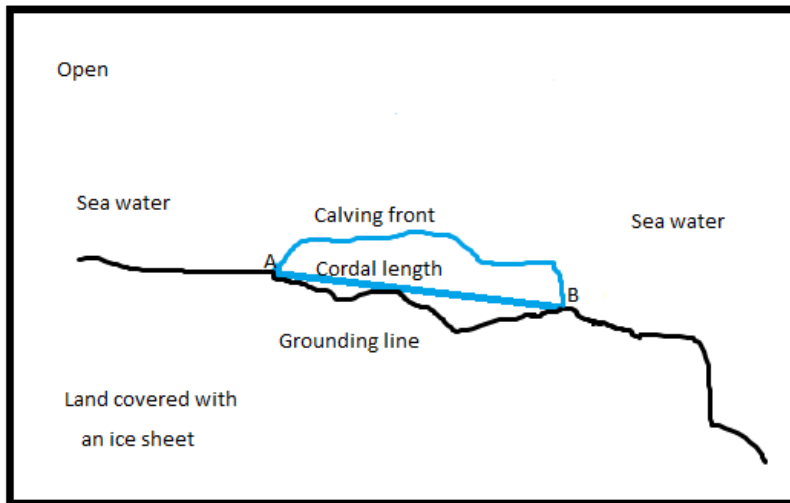 Open
Sea water
Calving front
Sea water
A
Cordal length
B
Grounding line
Land covered with
an ice sheet